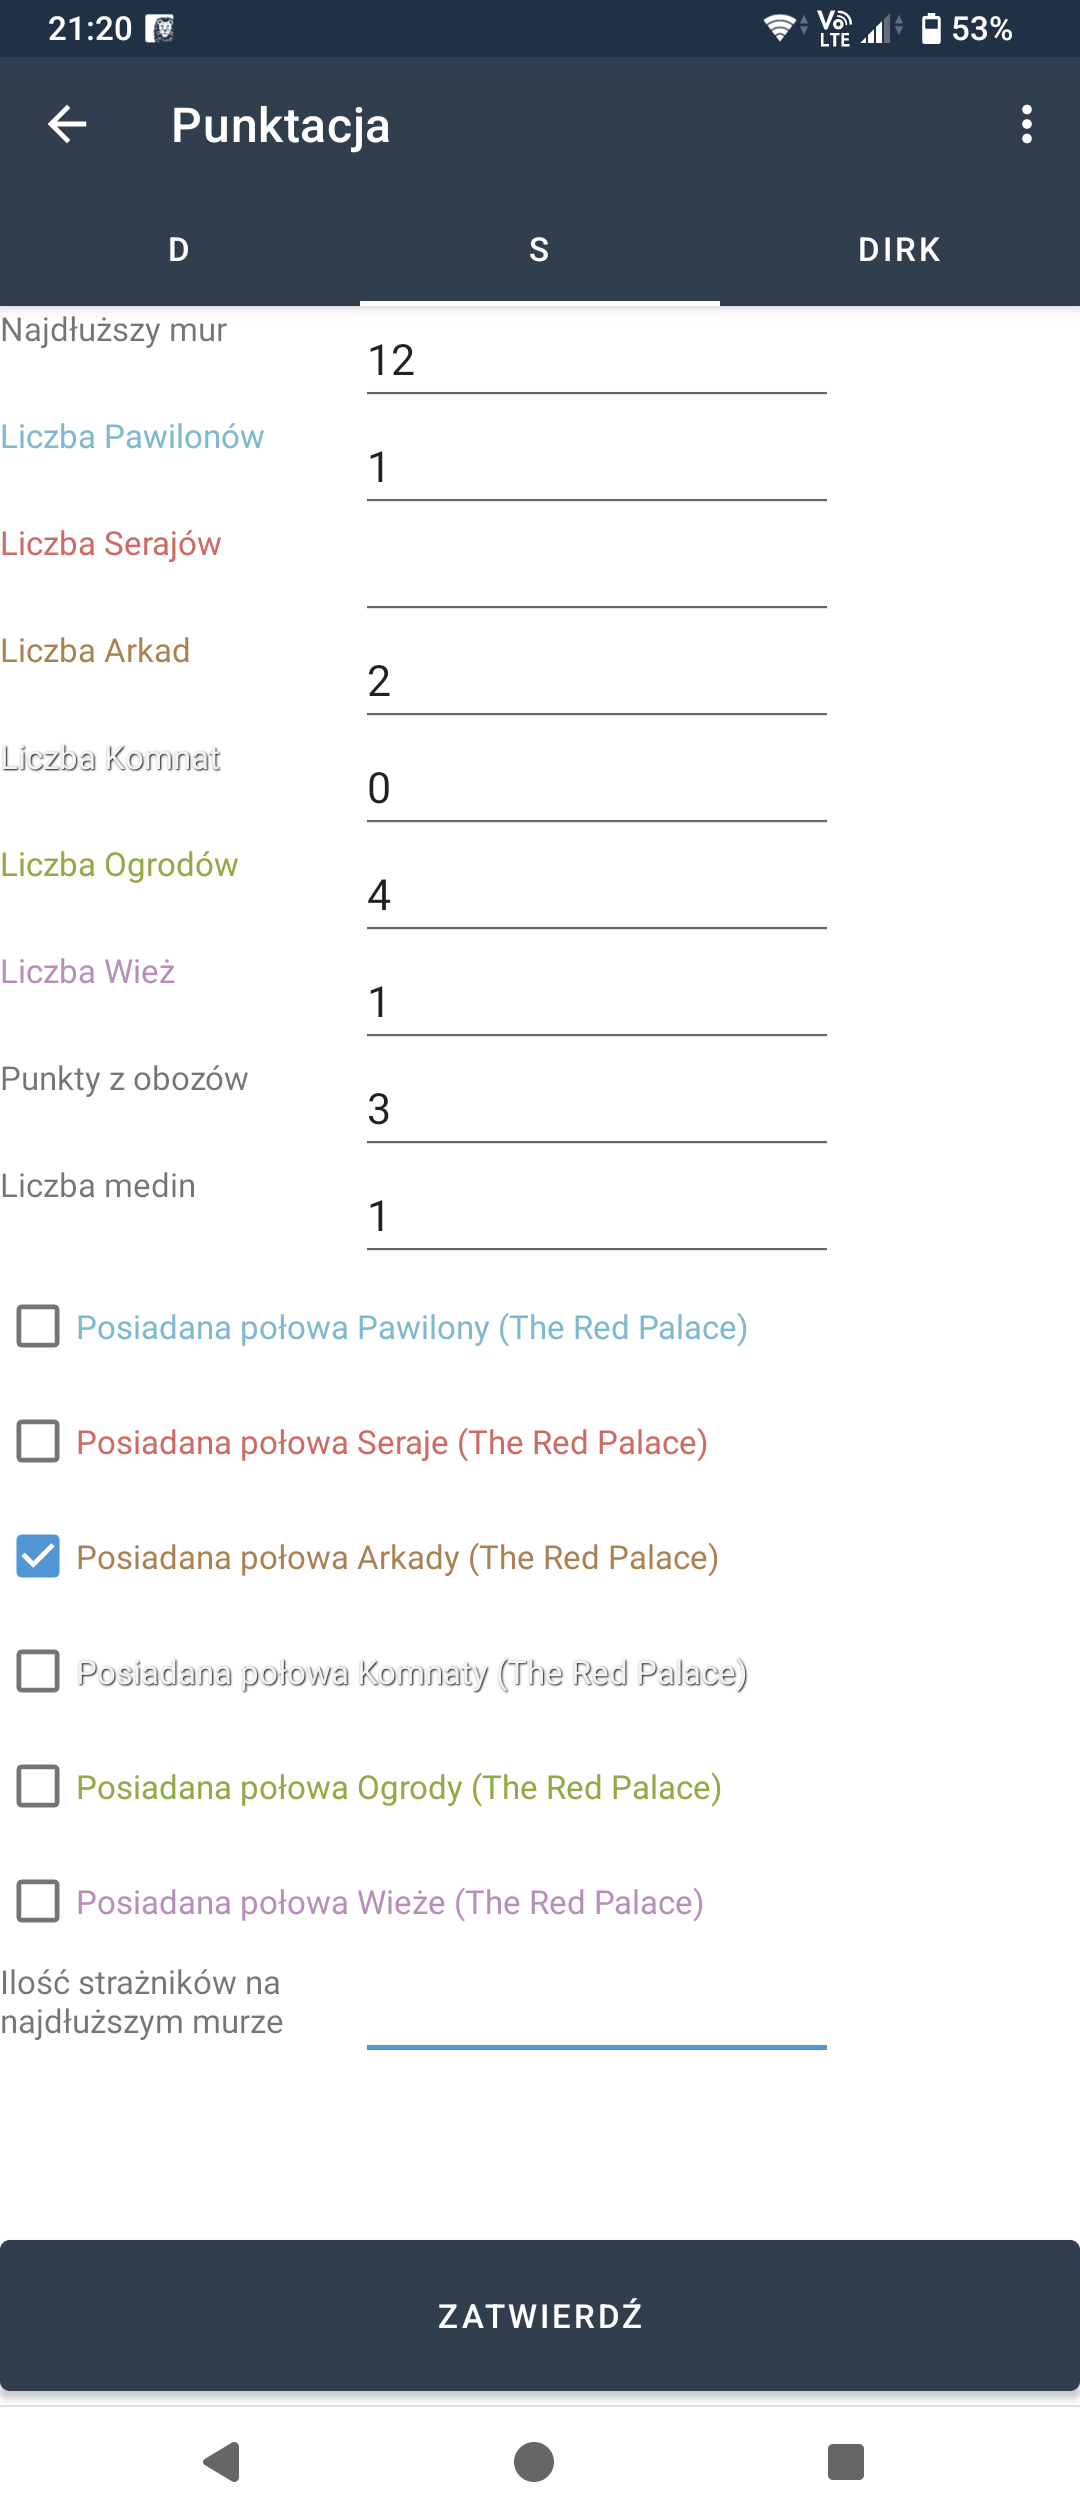 21:20
Vo LTE
53%
Punktacja
D
S
DIRK
Najdłuższy mur
12
Liczba Pawilonów
1
Liczba Serajów
Liczba Arkad
2
Liczba Komnat
0
Liczba Ogrodów
4
Liczba Wież
1
Punkty z obozów
3
Liczba medin
1
Posiadana połowa Pawilony (The Red Palace)
Posiadana połowa Seraje (The Red Palace)
Posiadana połowa Arkady (The Red Palace)
Posiadana połowa Komnaty (The Red Palace)
Posiadana połowa Ogrody (The Red Palace)
Posiadana połowa Wieże (The Red Palace)
Ilość strażników na
najdłuższym murze
ZATWIERDŹ